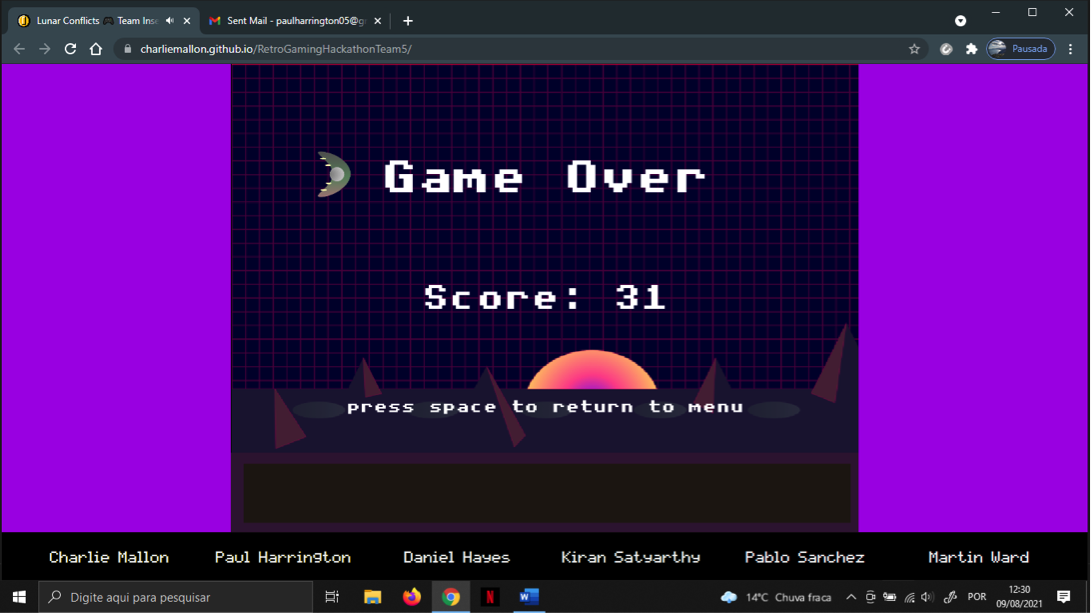 Lunar Conflicts 🎮 Team Inse
Sent Mail - paulharrington05@g
charliemallon.github.io/RetroGamingHackathonTeam5/
Pausada
Game Over
Score: 31
press space to return to menu
Charlie Mallon Paul Harrington Daniel Hayes Kiran Satyarthy Pablo Sanchez Martin Ward
Digite aqui para pesquisar
14°C Chuva fraca
POR
12:30
09/08/2021